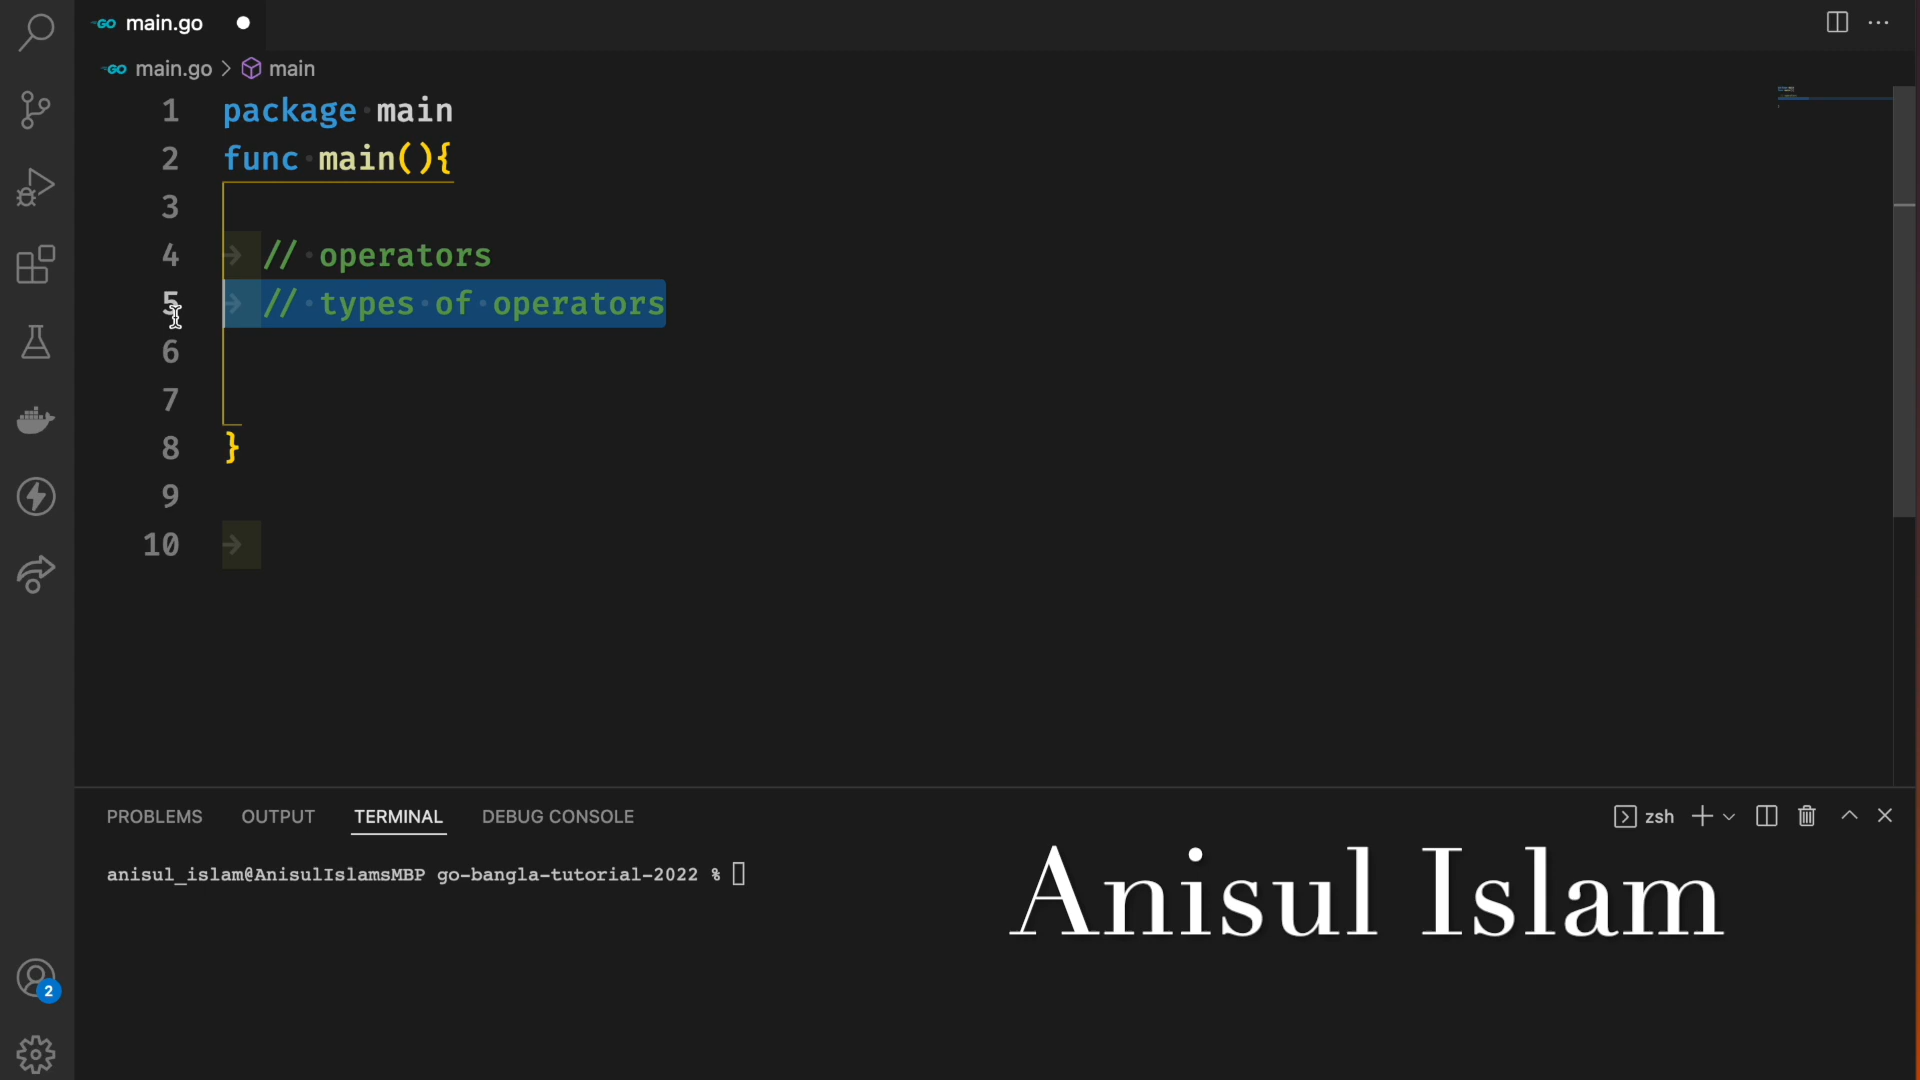 GO main.go
GO main.go > main
1 package main
2 func main(){
3
4 // operators
5 // types of operators
6
7
8 }
9
10
PROBLEMS OUTPUT TERMINAL DEBUG CONSOLE zsh
anisul_islam@AnisulIslamsMBP go-bangla-tutorial-2022 %
Anisul Islam
2